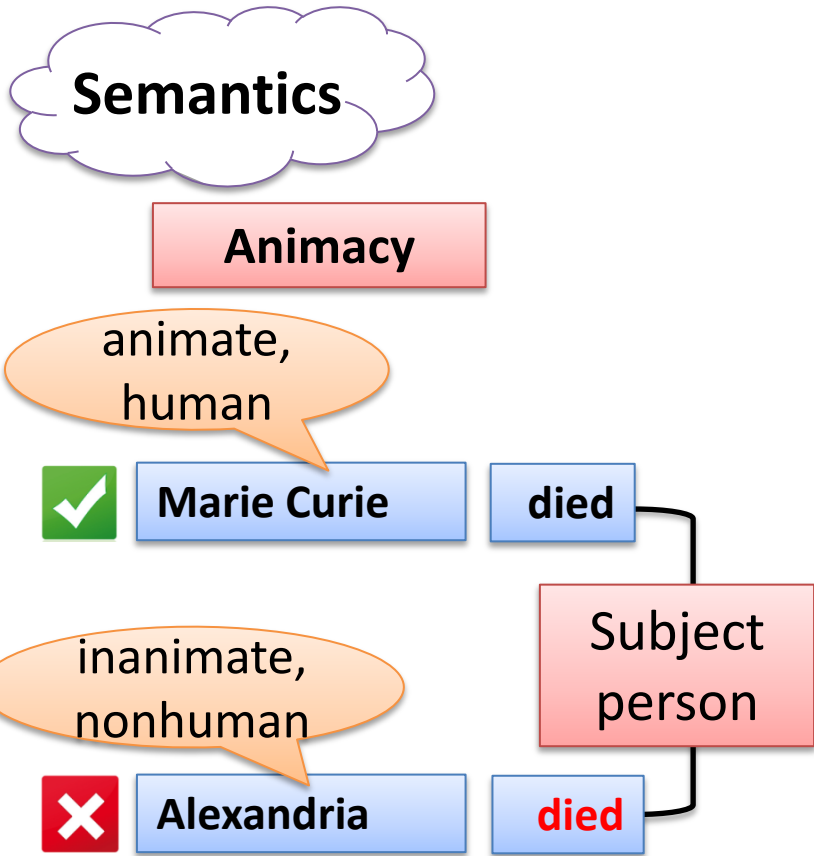 Semantics
Animacy
animate,
human
Marie Curie died
Subject
person
inanimate,
nonhuman
Alexandria died